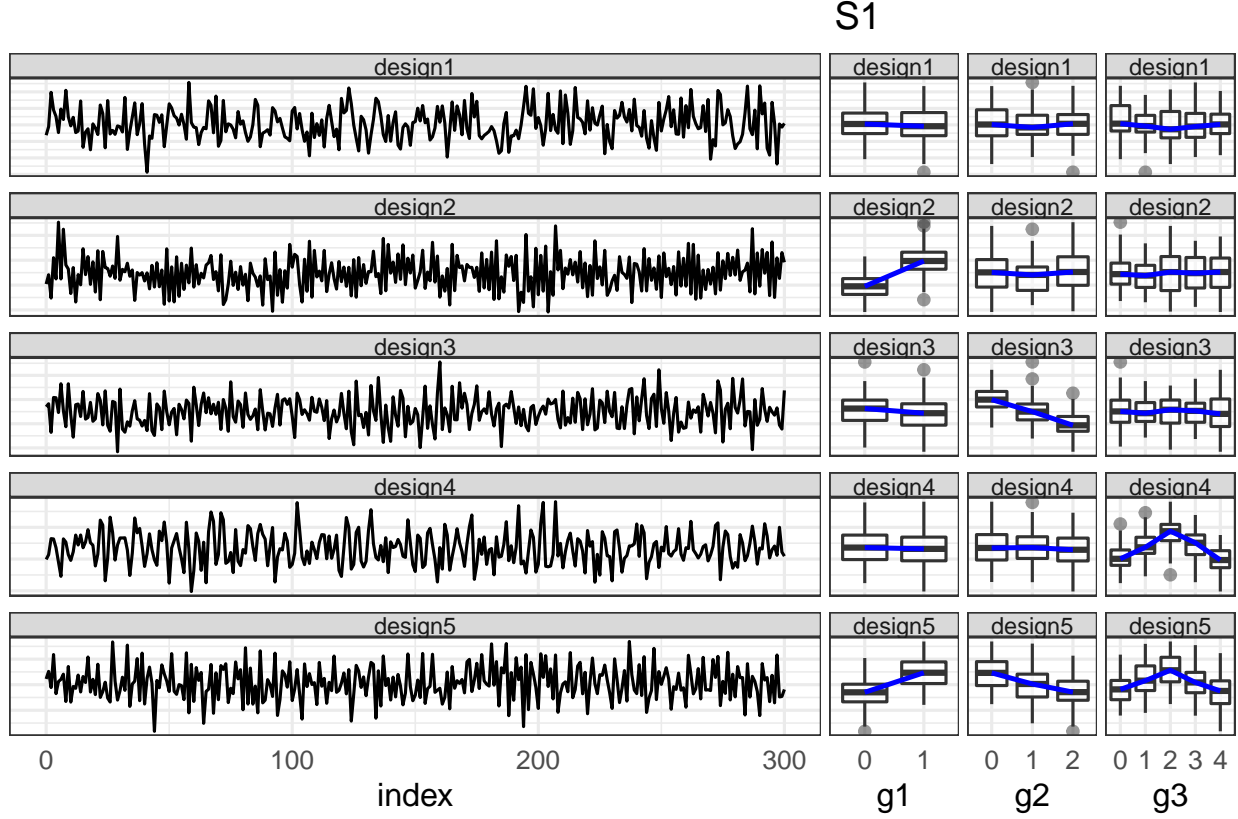 S1
design1 design1 design1 design1
design2 design2 design2 design2
design3 design3 design3 design3
design4 design4 design4 design4
design5 design5 design5 design5
0 100 200 300 0 1 0 1 2 0 1 2 3 4
index g1 g2 g3